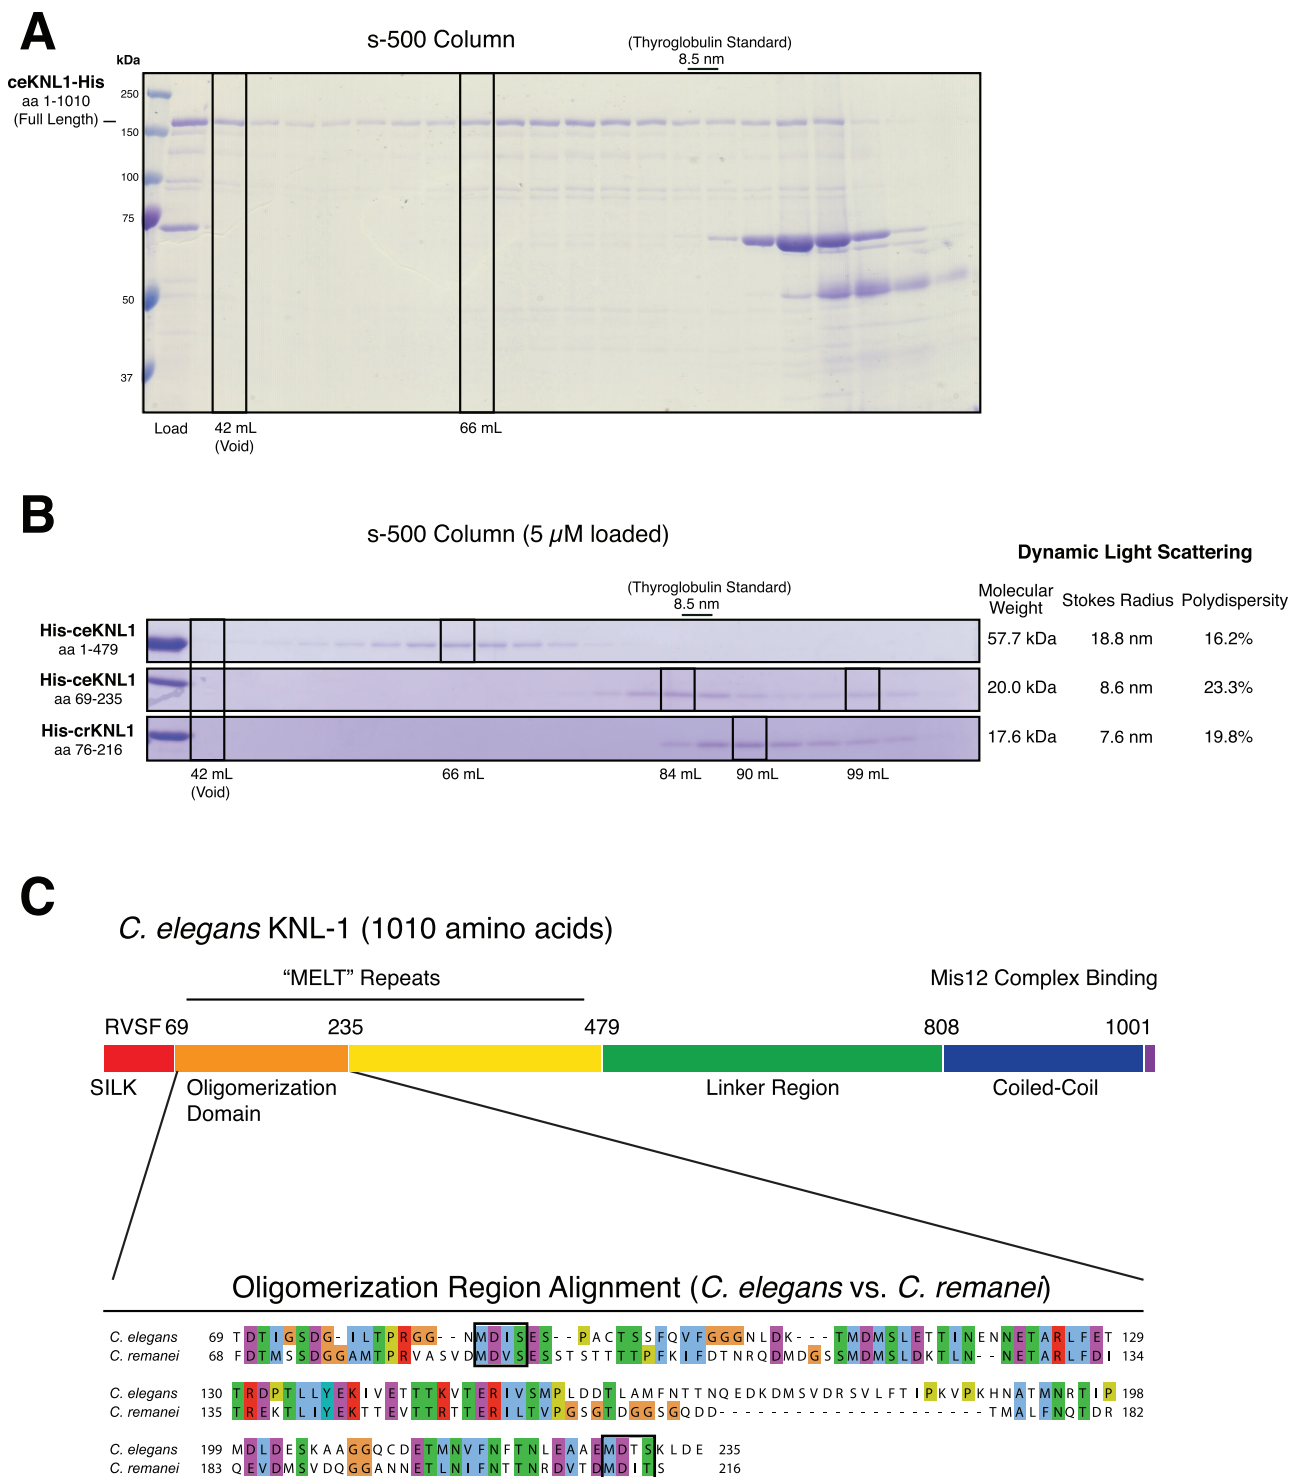 A
s-500 Column
(Thyroglobulin Standard)
8.5 nm
kDa
ceKNL1-His
aa 1-1010
(Full Length)
250
150
100
75
50
37
Load
42 mL
(Void)
66 mL
B
s-500 Column (5 µM loaded)
Dynamic Light Scattering
(Thyroglobulin Standard)
8.5 nm
Molecular Weight
Stokes Radius
Polydispersity
His-ceKNL1
aa 1-479
57.7 kDa 18.8 nm 16.2%
His-ceKNL1
aa 69-235
20.0 kDa 8.6 nm 23.3%
His-crKNL1
aa 76-216
17.6 kDa 7.6 nm 19.8%
42 mL
(Void)
66 mL
84 mL
90 mL
99 mL
C
C. elegans KNL-1 (1010 amino acids)
“MELT” Repeats
Mis12 Complex Binding
RVSF 69 235 479 808 1001
SILK
Oligomerization
Domain
Linker Region
Coiled-Coil
Oligomerization Region Alignment (C. elegans vs. C. remanei)
C. elegans 69 TDTIGSDG-ILTPRGG--NMDISES--PACTSSFQVFGGGNLDK---TMDMSLETTINENNETARLFET 129
C. remanei 68 FDTMSSDGGAMTPRVASVDMDVSESSTSTTTTPFKIFDTNRQDMDGSSMDMSLDKTLN--NETARLFDI 134
C. elegans 130 TRDPTLLYEKIVETTTKVTERIVSMPLDDTLAMFNTTNQEDKDMSVDRSVLFTIPKVPKHNATMNRTIP 198
C. remanei 135 TREKTLIYEKTTEVTTRTTERILTVPGSGTDGGSGQDD---------------------TMALFNQTDR 182
C. elegans 199 MDLDESKAAGGQCDETMNVFNFTNLEAAEMDTSKLDE 235
C. remanei 183 QEVDMSVDQGGANNETLNIFNTTNRDVTDMDITS 216